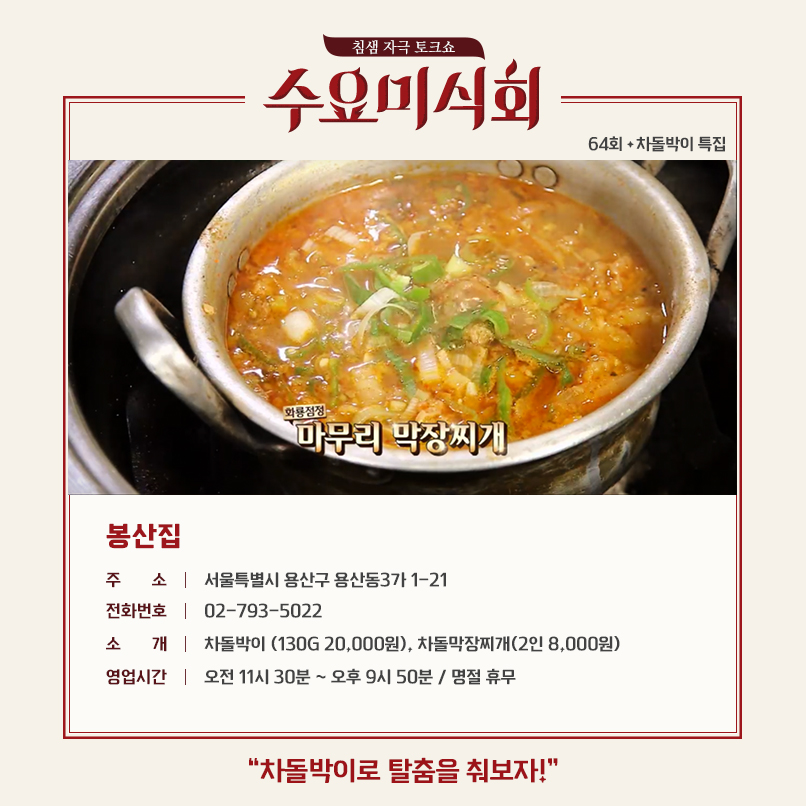 침샘 자극 토크쇼
수요미식회
64회 + 차돌박이 특집
화룡점정
마무리 막장찌개
봉산집
주 소 | 서울특별시 용산구 용산동3가 1-21
전화번호 | 02-793-5022
소 개 | 차돌박이 (130G 20,000원), 차돌막장찌개(2인 8,000원)
영업시간 | 오전 11시 30분 ~ 오후 9시 50분 / 명절 휴무
“차돌박이로 탈춤을 춰보자!”